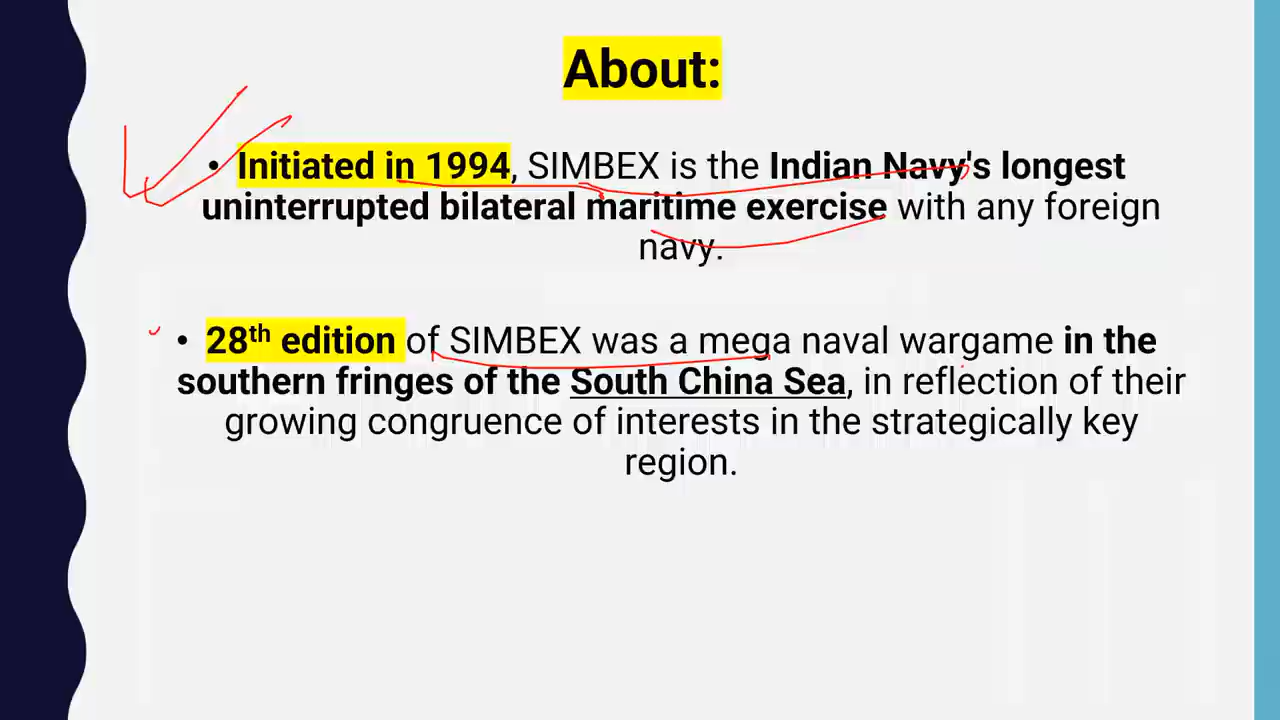 About:
• Initiated in 1994, SIMBEX is the Indian Navy's longest
uninterrupted bilateral maritime exercise with any foreign
navy.
• 28th edition of SIMBEX was a mega naval wargame in the
southern fringes of the South China Sea, in reflection of their
growing congruence of interests in the strategically key
region.